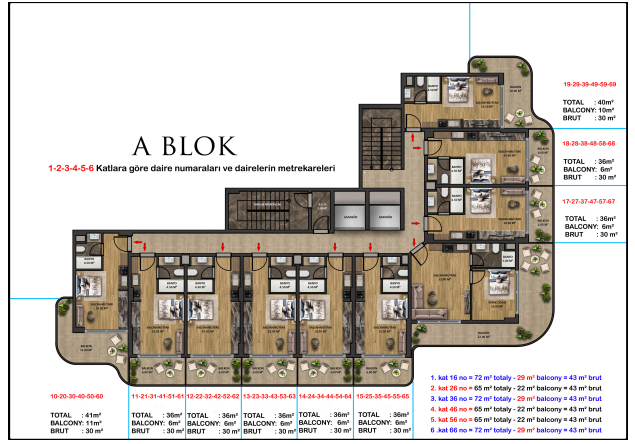 A BLOK
1-2-3-4-5-6 Katlara göre daire numaraları ve dairelerin metrekareleri
19-29-39-49-59-69
TOTAL : 40m²
BALCONY: 10m²
BRUT : 30 m²
18-28-38-48-58-68
TOTAL : 36m²
BALCONY: 6m²
BRUT : 30 m²
17-27-37-47-57-67
TOTAL : 36m²
BALCONY: 6m²
BRUT : 30 m²
10-20-30-40-50-60
TOTAL : 41m²
BALCONY: 11m²
BRUT : 30 m²
11-21-31-41-51-61
TOTAL : 36m²
BALCONY: 6m²
BRUT : 30 m²
12-22-32-42-52-62
TOTAL : 36m²
BALCONY: 6m²
BRUT : 30 m²
13-23-33-43-53-63
TOTAL : 36m²
BALCONY: 6m²
BRUT : 30 m²
14-24-34-44-54-64
TOTAL : 36m²
BALCONY: 6m²
BRUT : 30 m²
15-25-35-45-55-65
TOTAL : 36m²
BALCONY: 6m²
BRUT : 30 m²
1. kat 16 no = 72 m² totaly - 29 m² balcony = 43 m² brut
2. kat 26 no = 65 m² totaly - 22 m² balcony = 43 m² brut
3. kat 36 no = 72 m² totaly - 29 m² balcony = 43 m² brut
4. kat 46 no = 65 m² totaly - 22 m² balcony = 43 m² brut
5. kat 56 no = 65 m² totaly - 22 m² balcony = 43 m² brut
6. kat 66 no = 72 m² totaly - 29 m² balcony = 43 m² brut